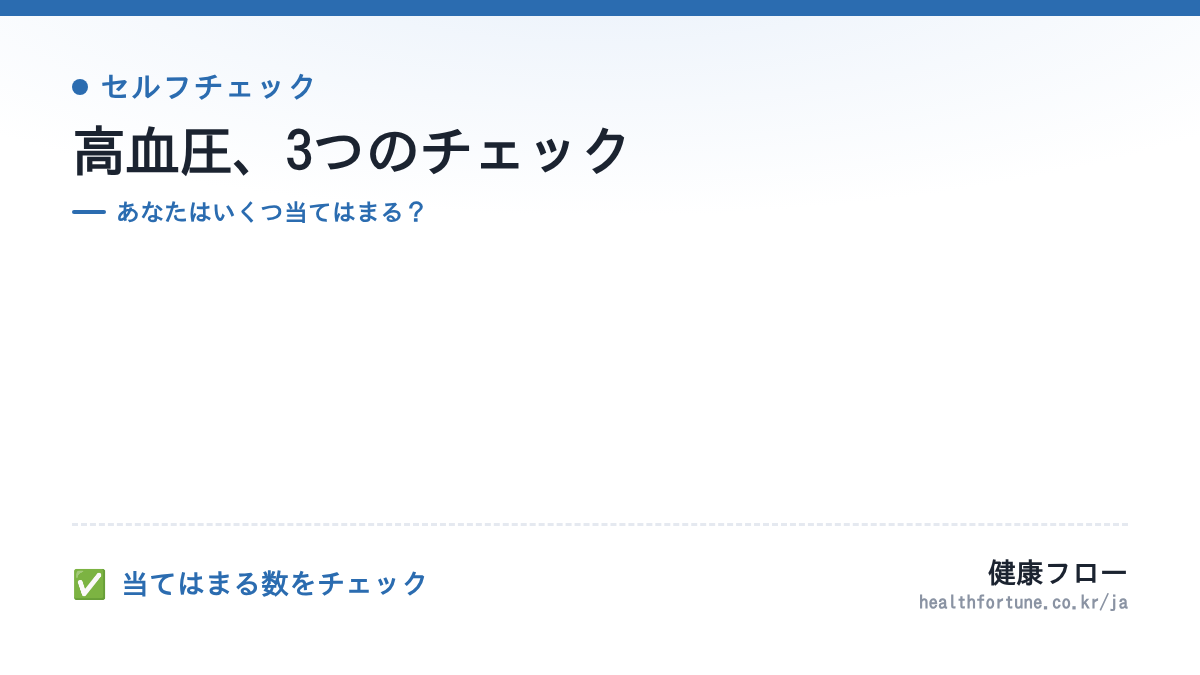 セルフチェック
高血圧、3つのチェック
あなたはいくつ当てはまる？
✅ 当てはまる数をチェック
健康フロー
healthfortune.co.kr/ja